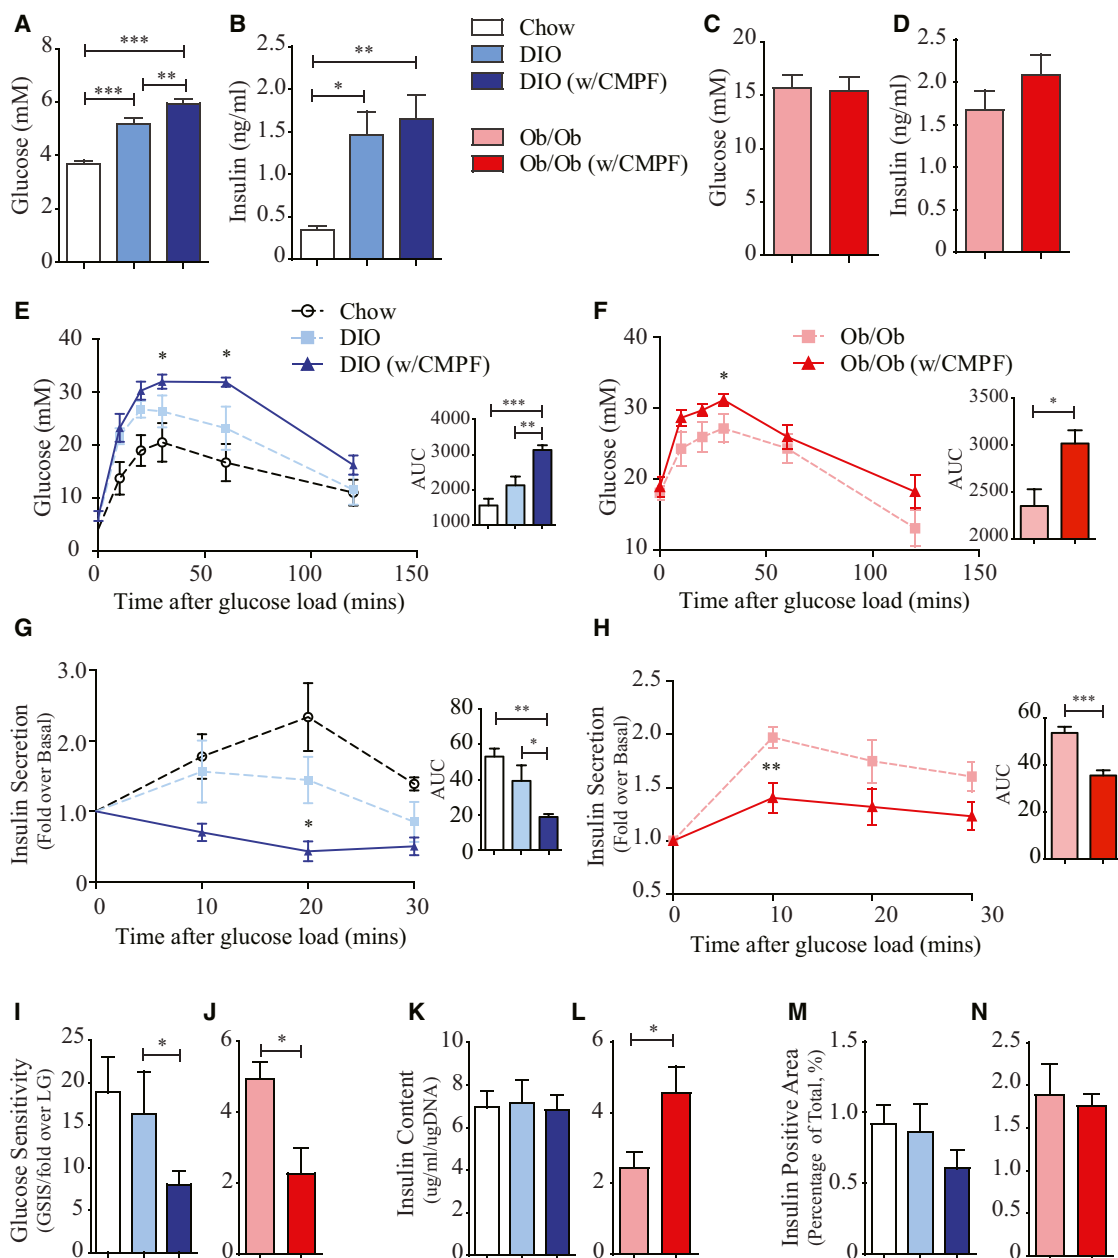 A
Glucose (mM)
8
6
4
2
0
***
***
**
B
Insulin (ng/ml)
2.5
2.0
1.5
1.0
0.5
0
**
*
Chow
DIO
DIO (w/CMPF)
Ob/Ob
Ob/Ob (w/CMPF)
C
Glucose (mM)
20
15
10
5
0
D
Insulin (ng/ml)
2.5
2.0
1.5
1.0
0.5
0
E
Chow
DIO
DIO (w/CMPF)
Glucose (mM)
40
30
20
10
0
* *
0 50 100 150
Time after glucose load (mins)
AUC
4000
3000
2000
1000
***
**
F
Ob/Ob
Ob/Ob (w/CMPF)
Glucose (mM)
40
30
20
10
*
0 50 100 150
Time after glucose load (mins)
AUC
3500
3000
2500
2000
*
G
Insulin Secretion
(Fold over Basal)
3.0
2.0
1.0
0
*
0 10 20 30
Time after glucose load (mins)
AUC
80
60
40
20
0
**
*
H
Insulin Secretion
(Fold over Basal)
2.5
2.0
1.5
1.0
0.5
**
0 10 20 30
Time after glucose load (mins)
AUC
60
40
20
0
***
I
Glucose Sensitivity
(GSIS/fold over LG)
25
20
15
10
5
0
*
J
6
4
2
0
*
K
Insulin Content
(ug/ml/ugDNA)
10
8
6
4
2
0
L
6
4
2
0
*
M
Insulin Positive Area
(Percentage of Total, %)
1.5
1.0
0.5
0
N
2.5
2.0
1.5
1.0
0.5
0